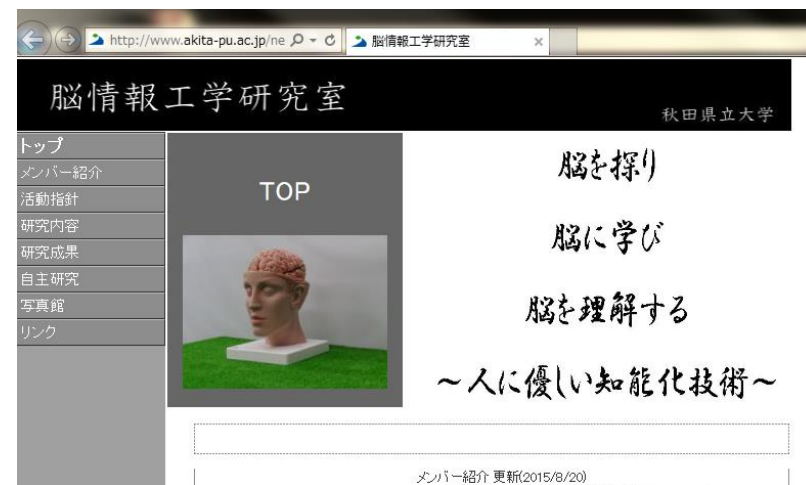 http://www.akita-pu.ac.jp/ne
脳情報工学研究室
脳情報工学研究室
秋田県立大学
トップ
メンバー紹介
活動指針
研究内容
研究成果
自主研究
写真館
リンク
TOP
脳を探り
脳に学び
脳を理解する
～人に優しい知能化技術～
メンバー紹介 更新(2015/8/20)